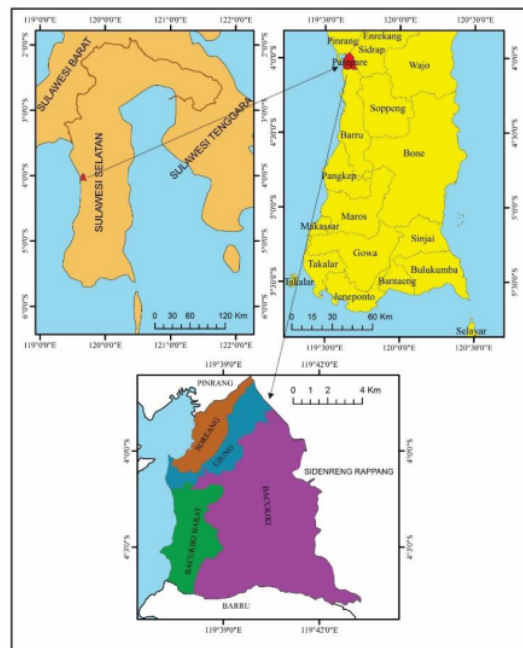 119°0'0"E 120°0'0"E 121°0'0"E 122°0'0"E
2°0'0"S
3°0'0"S
4°0'0"S
5°0'0"S
6°0'0"S
SULAWESI BARAT
SULAWESI SELATAN
SULAWESI TENGGARA
0 30 60 120 Km
119°0'0"E 120°0'0"E 121°0'0"E 122°0'0"E
119°30'0"E 120°0'0"E 120°30'0"E
4°0'0"S
4°30'0"S
5°0'0"S
5°30'0"S
Pinrang
Enrekang
Sidrap
Parepare
Wajo
Soppeng
Barru
Bone
Pangkep
Maros
Makassar
Sinjai
Gowa
Takalar
Bulukumba
Takalar
Bantaeng
Jeneponto
Selayar
0 15 30 60 Km
119°30'0"E 120°0'0"E 120°30'0"E
119°39'0"E 119°42'0"E
PINRANG
0 1 2 4 Km
SOREANG
UJUNG
4°0'0"S
SIDENRENG RAPPANG
BACUKIKI
BACUKIKI BARAT
4°3'0"S
BARRU
119°39'0"E 119°42'0"E